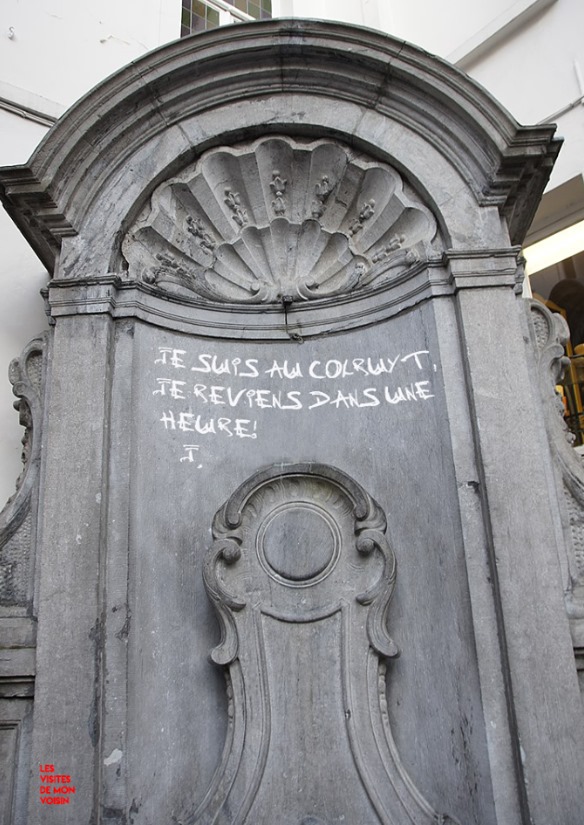 JE SUIS AU COLRUYT,
JE REVIENS DANS UNE
HEURE!
J.
LES
VISITES
DE MON
VOISIN